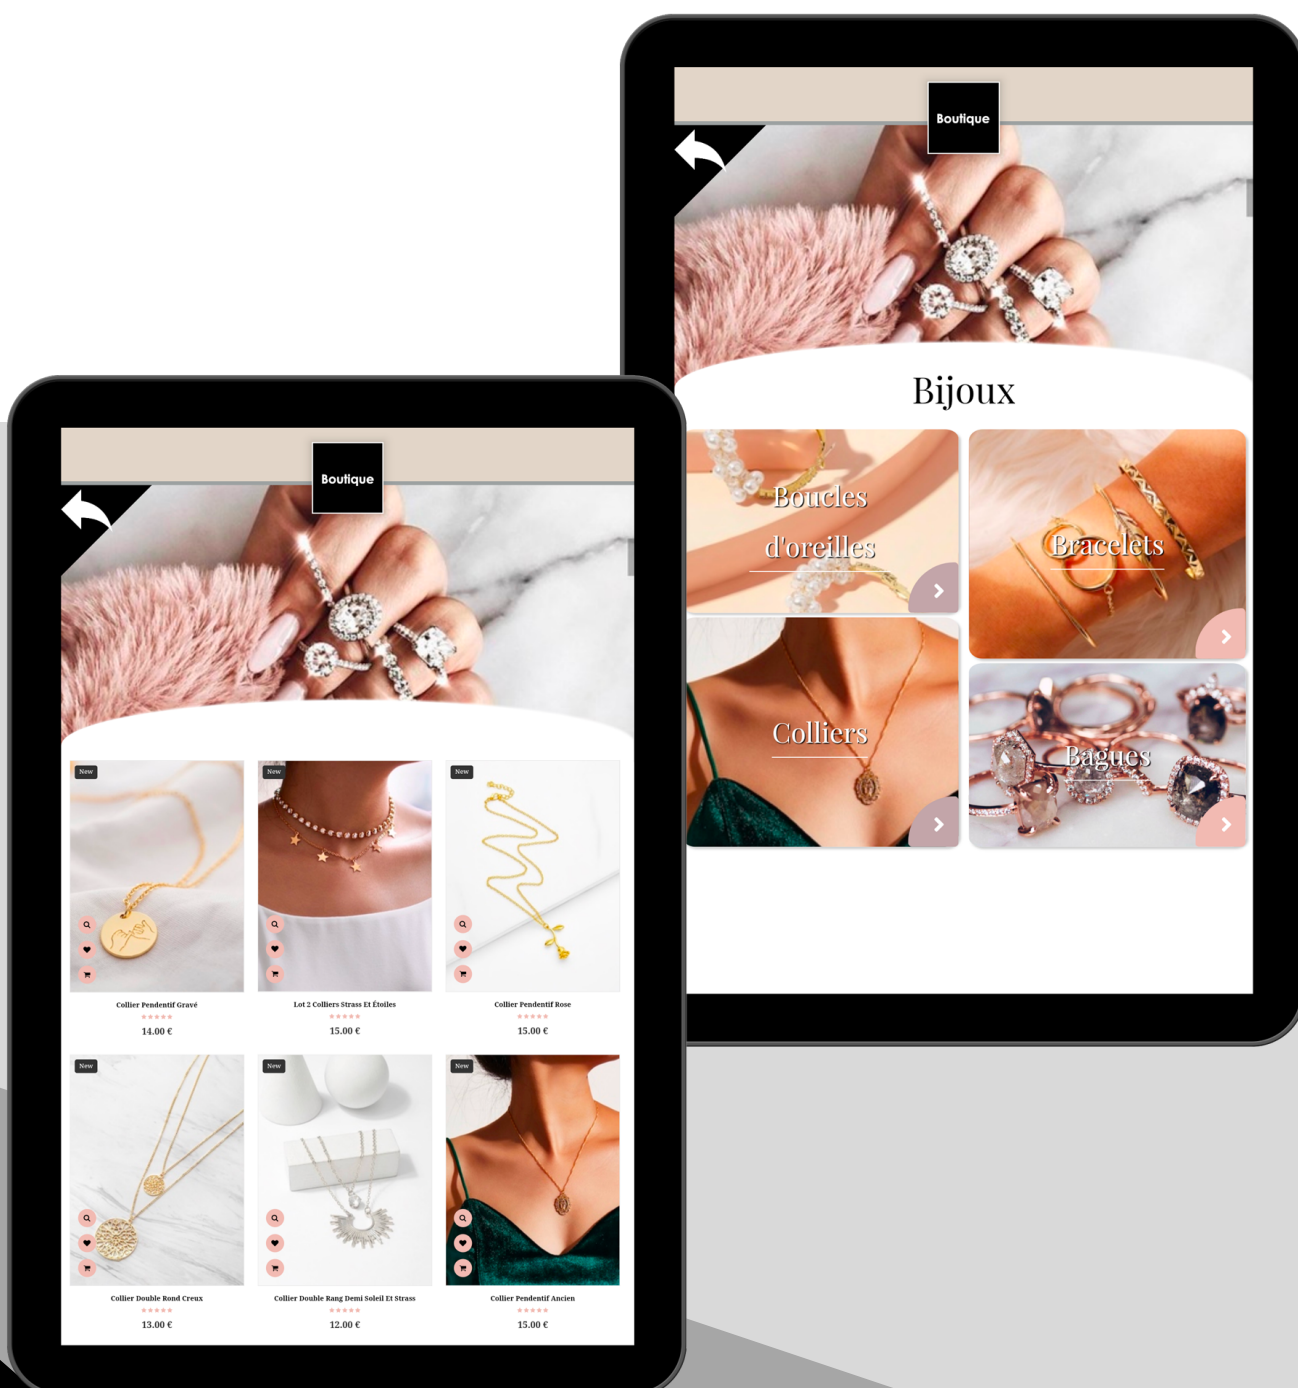 Boutique
Bijoux
Boucles
d'oreilles
Bracelets
Colliers
Bagues
Boutique
New
New
New
Collier Pendentif Gravé
Lot 2 Colliers Strass Et Étoiles
Collier Pendentif Rose
14.00 €
15.00 €
15.00 €
New
New
New
Collier Double Rond Creux
Collier Double Rang Demi Soleil Et Strass
Collier Pendentif Ancien
13.00 €
12.00 €
15.00 €